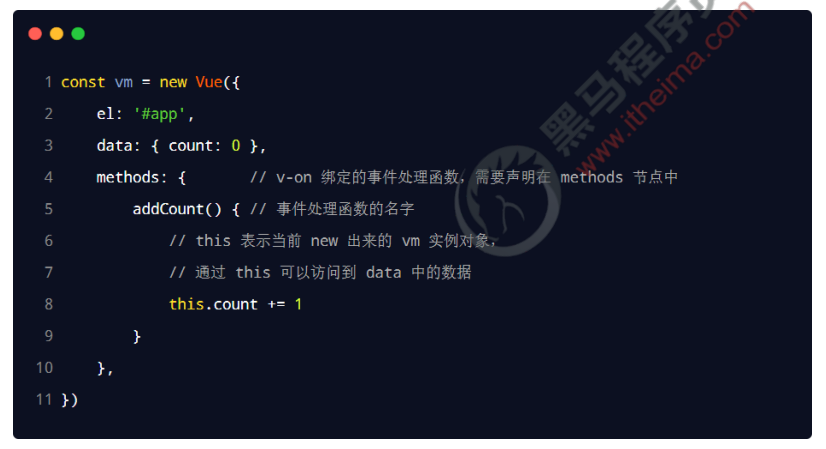 1 const vm = new Vue({
2     el: '#app',
3     data: { count: 0 },
4     methods: {       // v-on 绑定的事件处理函数，需要声明在 methods 节点中
5         addCount() { // 事件处理函数的名字
6             // this 表示当前 new 出来的 vm 实例对象，
7             // 通过 this 可以访问到 data 中的数据
8             this.count += 1
9         }
10     },
11 })
黑马程序员
www.itheima.com